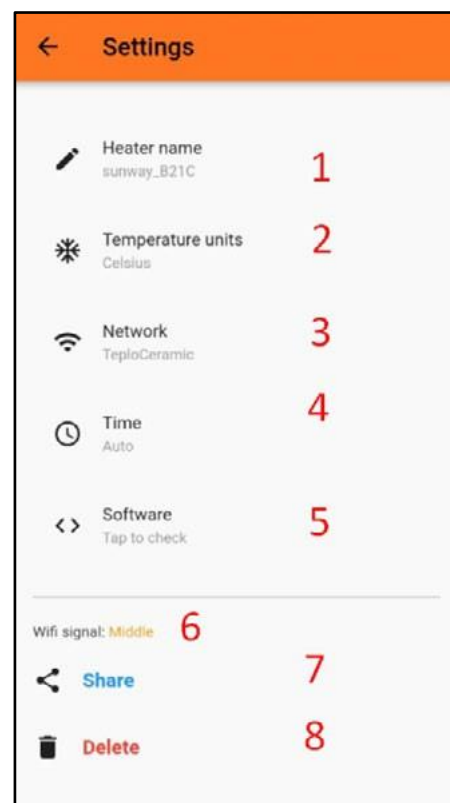 Settings
Heater name
sunway_B21C
1
Temperature units
Celsius
2
Network
TeploCeramic
3
Time
Auto
4
Software
Tap to check
5
Wifi signal: Middle 6
Share 7
Delete 8